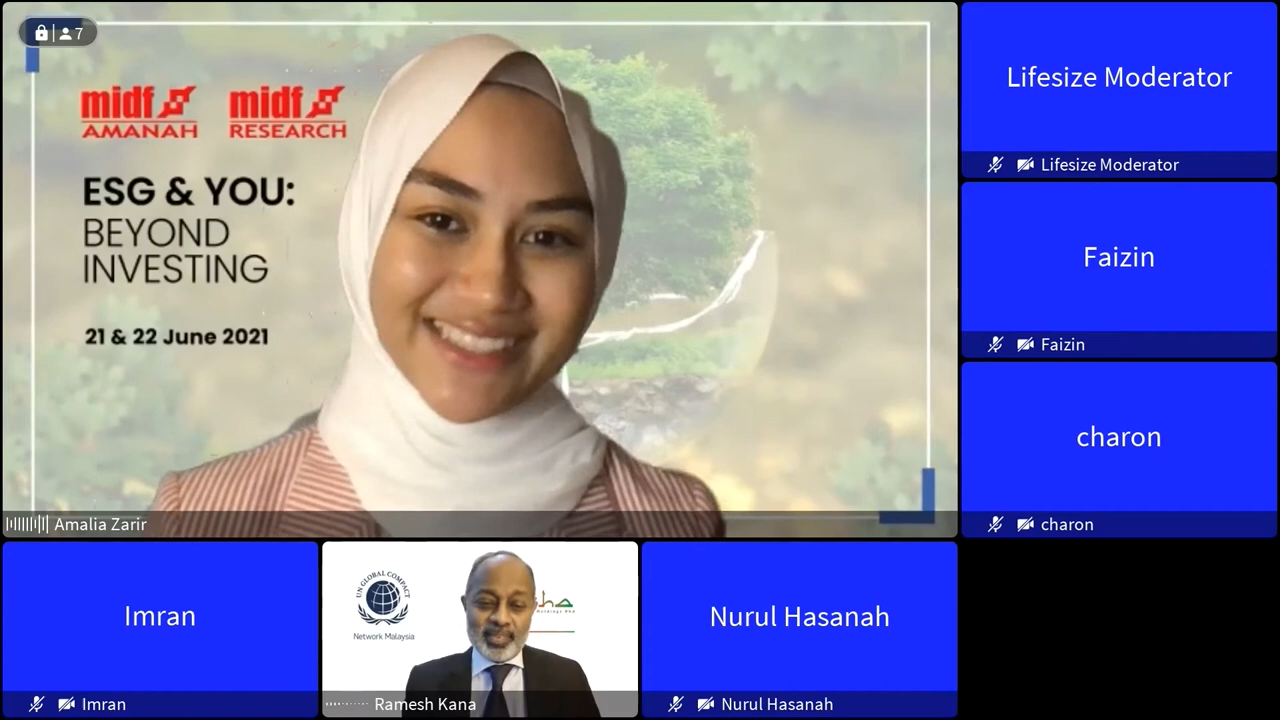 7
midf midf
AMANAH RESEARCH
ESG & YOU:
BEYOND
INVESTING
21 & 22 June 2021
Amalia Zarir
Lifesize Moderator
Lifesize Moderator
Faizin
Faizin
charon
charon
Imran
Imran
UN GLOBAL COMPACT
Network Malaysia
Ramesh Kana
Nurul Hasanah
Nurul Hasanah